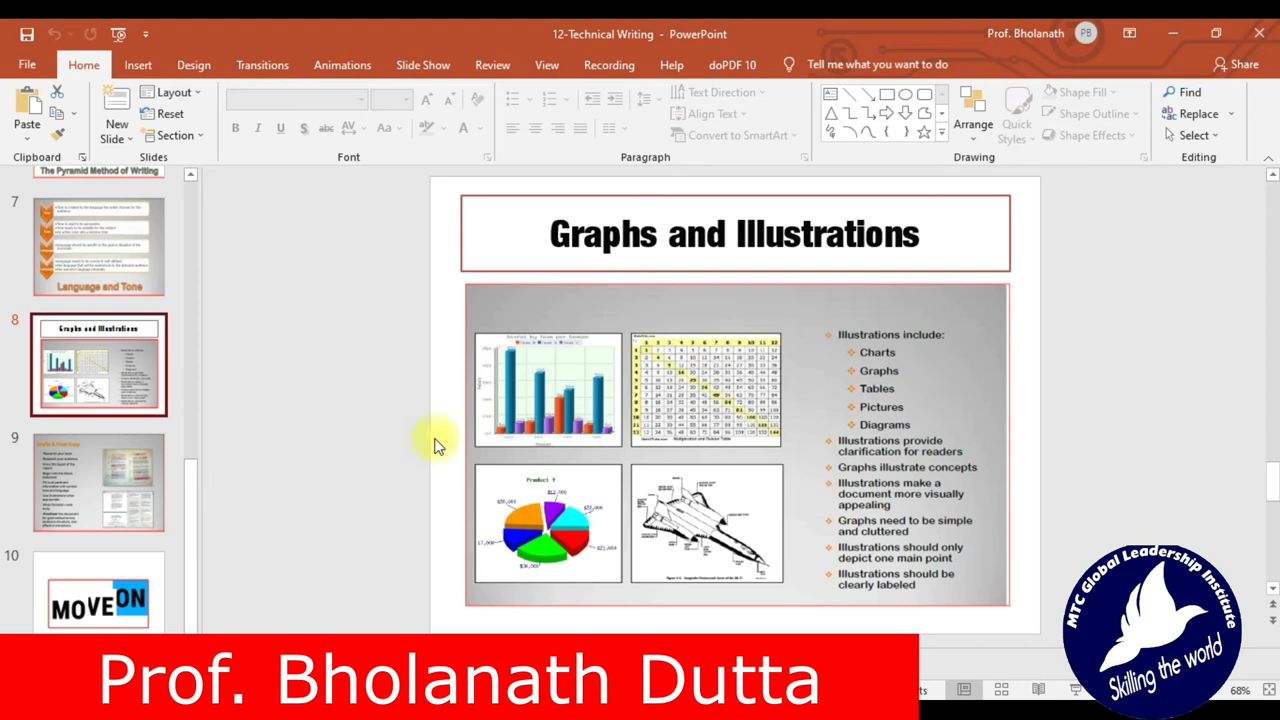 12-Technical Writing - PowerPoint
Prof. Bholanath PB
File Home Insert Design Transitions Animations Slide Show Review View Recording Help doPDF 10 Tell me what you want to do Share
Paste
Clipboard
New
Slide
Layout
Reset
Section
Slides
B I U S abc AV Aa A
Font
Text Direction
Align Text
Convert to SmartArt
Paragraph
Arrange
Quick
Styles
Shape Fill
Shape Outline
Shape Effects
Drawing
Find
Replace
Select
Editing
The Pyramid Method of Writing
7
Language and Tone
8
Graphs and Illustrations
9
Drafts & Final Copy
10
MOVE ON
Graphs and Illustrations
Product Y
Illustrations include:
Charts
Graphs
Tables
Pictures
Diagrams
Illustrations provide
clarification for readers
Graphs illustrate concepts
Illustrations make a
document more visually
appealing
Graphs need to be simple
and cluttered
Illustrations should only
depict one main point
Illustrations should be
clearly labeled
68%
Prof. Bholanath Dutta
MTC Global Leadership Institute
Skilling the world